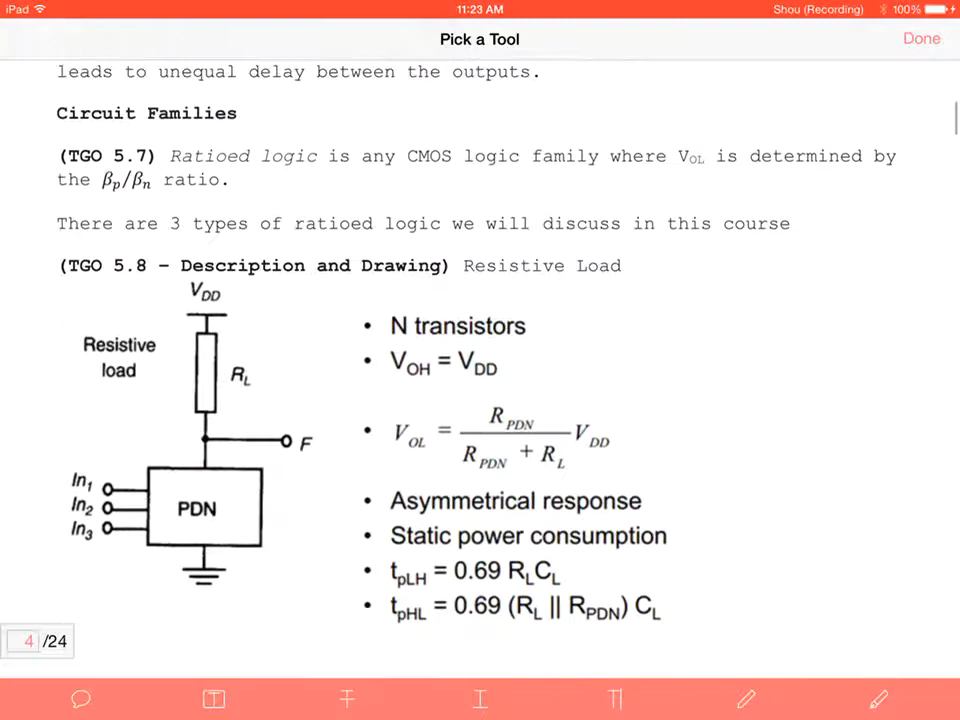 iPad 11:23 AM Shou (Recording) 100%
Pick a Tool Done
leads to unequal delay between the outputs.
Circuit Families
(TGO 5.7) Ratioed logic is any CMOS logic family where VOL is determined by
the βp/βn ratio.
There are 3 types of ratioed logic we will discuss in this course
(TGO 5.8 – Description and Drawing) Resistive Load
VDD
Resistive
load
RL
F
In1
In2
In3
PDN
• N transistors
• VOH = VDD
• VOL = RPDN / RPDN + RL VDD
• Asymmetrical response
• Static power consumption
• tpLH = 0.69 RLCL
• tpHL = 0.69 (RL || RPDN) CL
4 /24